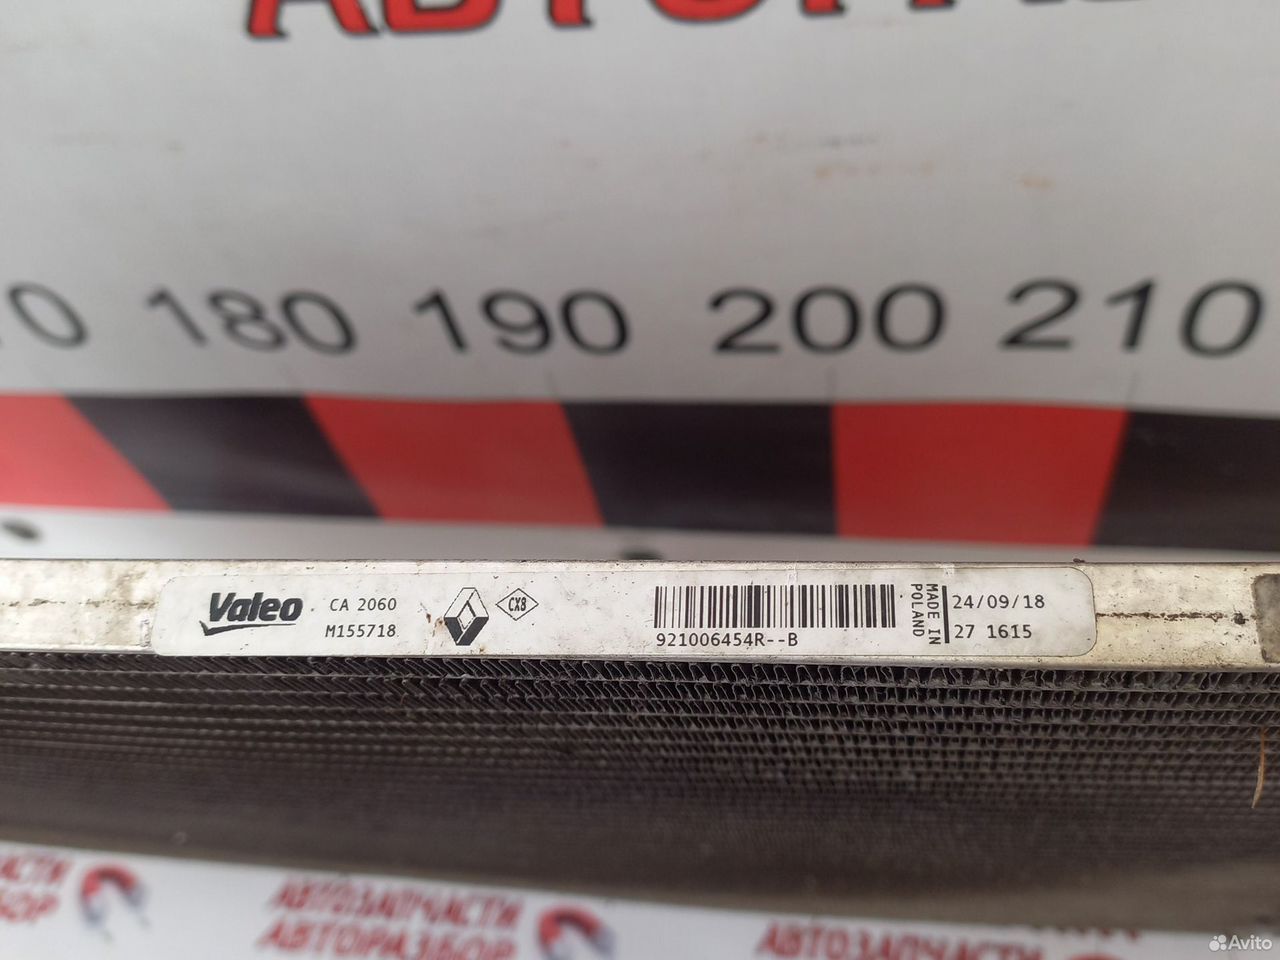 180 190 200 210
Valeo
CA 2060
M155718
CX8
921006454R--B
MADE IN
POLAND
24/09/18
27 1615
АВТОЗАПЧАСТИ
АВТОРАЗБОР
АВТОЗАПЧАСТИ
Avito